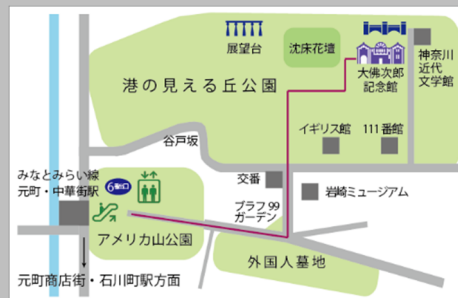 展望台
沈床花壇
大佛次郎
記念館
神奈川
近代
文学館
港の見える丘公園
イギリス館
111番館
谷戸坂
みなとみらい線
元町・中華街駅
6番出口
交番
岩崎ミュージアム
ブラフ99
ガーデン
アメリカ山公園
外国人墓地
元町商店街・石川町駅方面